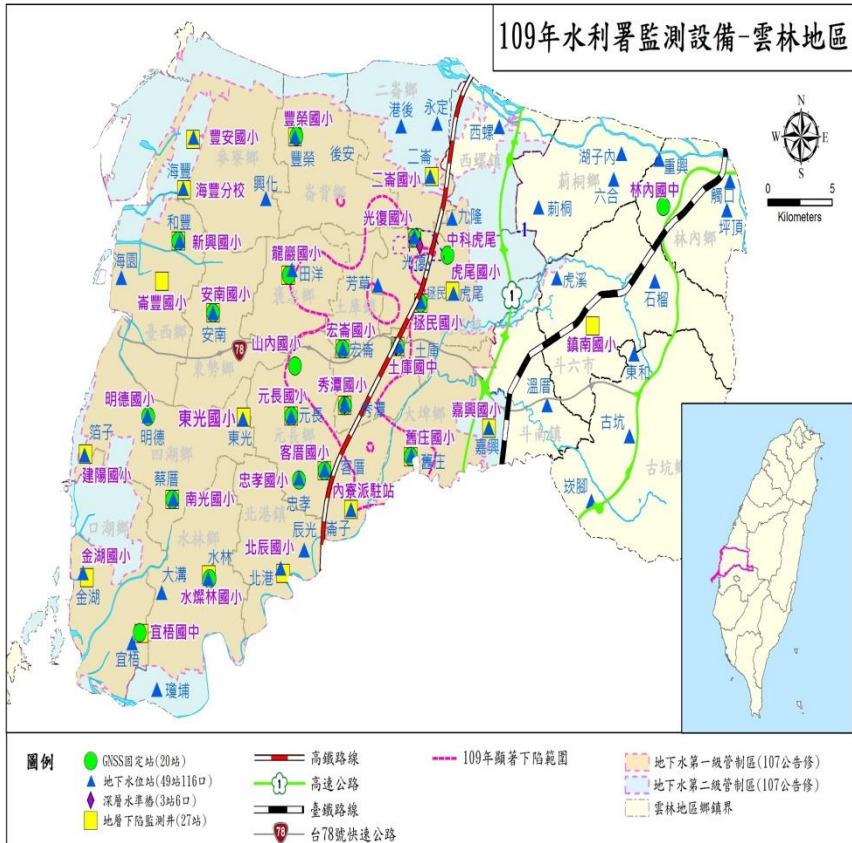 109年水利署監測設備-雲林地區
N
W
E
S
0
5
Kilometers
二崙鄉
港後
永定
西螺
豐榮國小
豐榮
豐安國小
後安
麥寮鄉
海豐
海豐分校
興化
崙背鄉
二崙國小
二崙
西螺鎮
湖子內
重興
莿桐鄉
六合
林內國中
觸口
坪頂
林內鄉
和豐
新興國小
光復國小
九隆
莿桐
中科虎尾
光復
1
海園
崙豐國小
龍巖國小
田洋
芳草
虎尾國小
拯民
虎尾
虎溪
石榴
安南國小
安南
褒忠鄉
土庫鎮
拯民國小
1
臺西鄉
78
東勢鄉
山內國小
宏崙國小
宏崙
土庫
土庫國中
鎮南國小
斗六市
東和
明德國小
明德
東光國小
東光
元長國小
元長
元長鄉
秀潭國小
秀潭
大埤鄉
嘉興國小
嘉興
溫厝
斗南鎮
古坑
古坑鄉
箔子
建陽國小
四湖鄉
蔡厝
南光國小
客厝國小
客厝
舊庄國小
舊庄
忠孝國小
忠孝
內寮派駐站
崙子
崁腳
口湖鄉
北港鎮
水林鄉
辰光
金湖國小
金湖
大溝
水林
水燦林國小
北辰國小
北港
宜梧國中
宜梧
瓊埔
圖例
GNSS固定站(20站)
地下水位站(49站116口)
深層水準樁(3站6口)
地層下陷監測井(27站)
高鐵路線
1
高速公路
臺鐵路線
78
台78號快速公路
109年顯著下陷範圍
地下水第一級管制區(107公告修)
地下水第二級管制區(107公告修)
雲林地區鄉鎮界